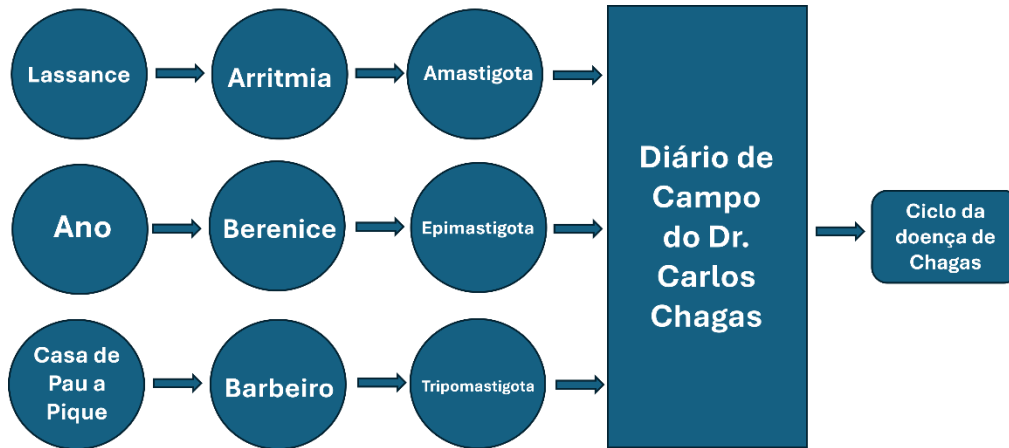 Lassance
Arritmia
Amastigota
Ano
Berenice
Epimastigota
Casa de
Pau a
Pique
Barbeiro
Tripomastigota
Diário de
Campo
do Dr.
Carlos
Chagas
Ciclo da
doença de
Chagas